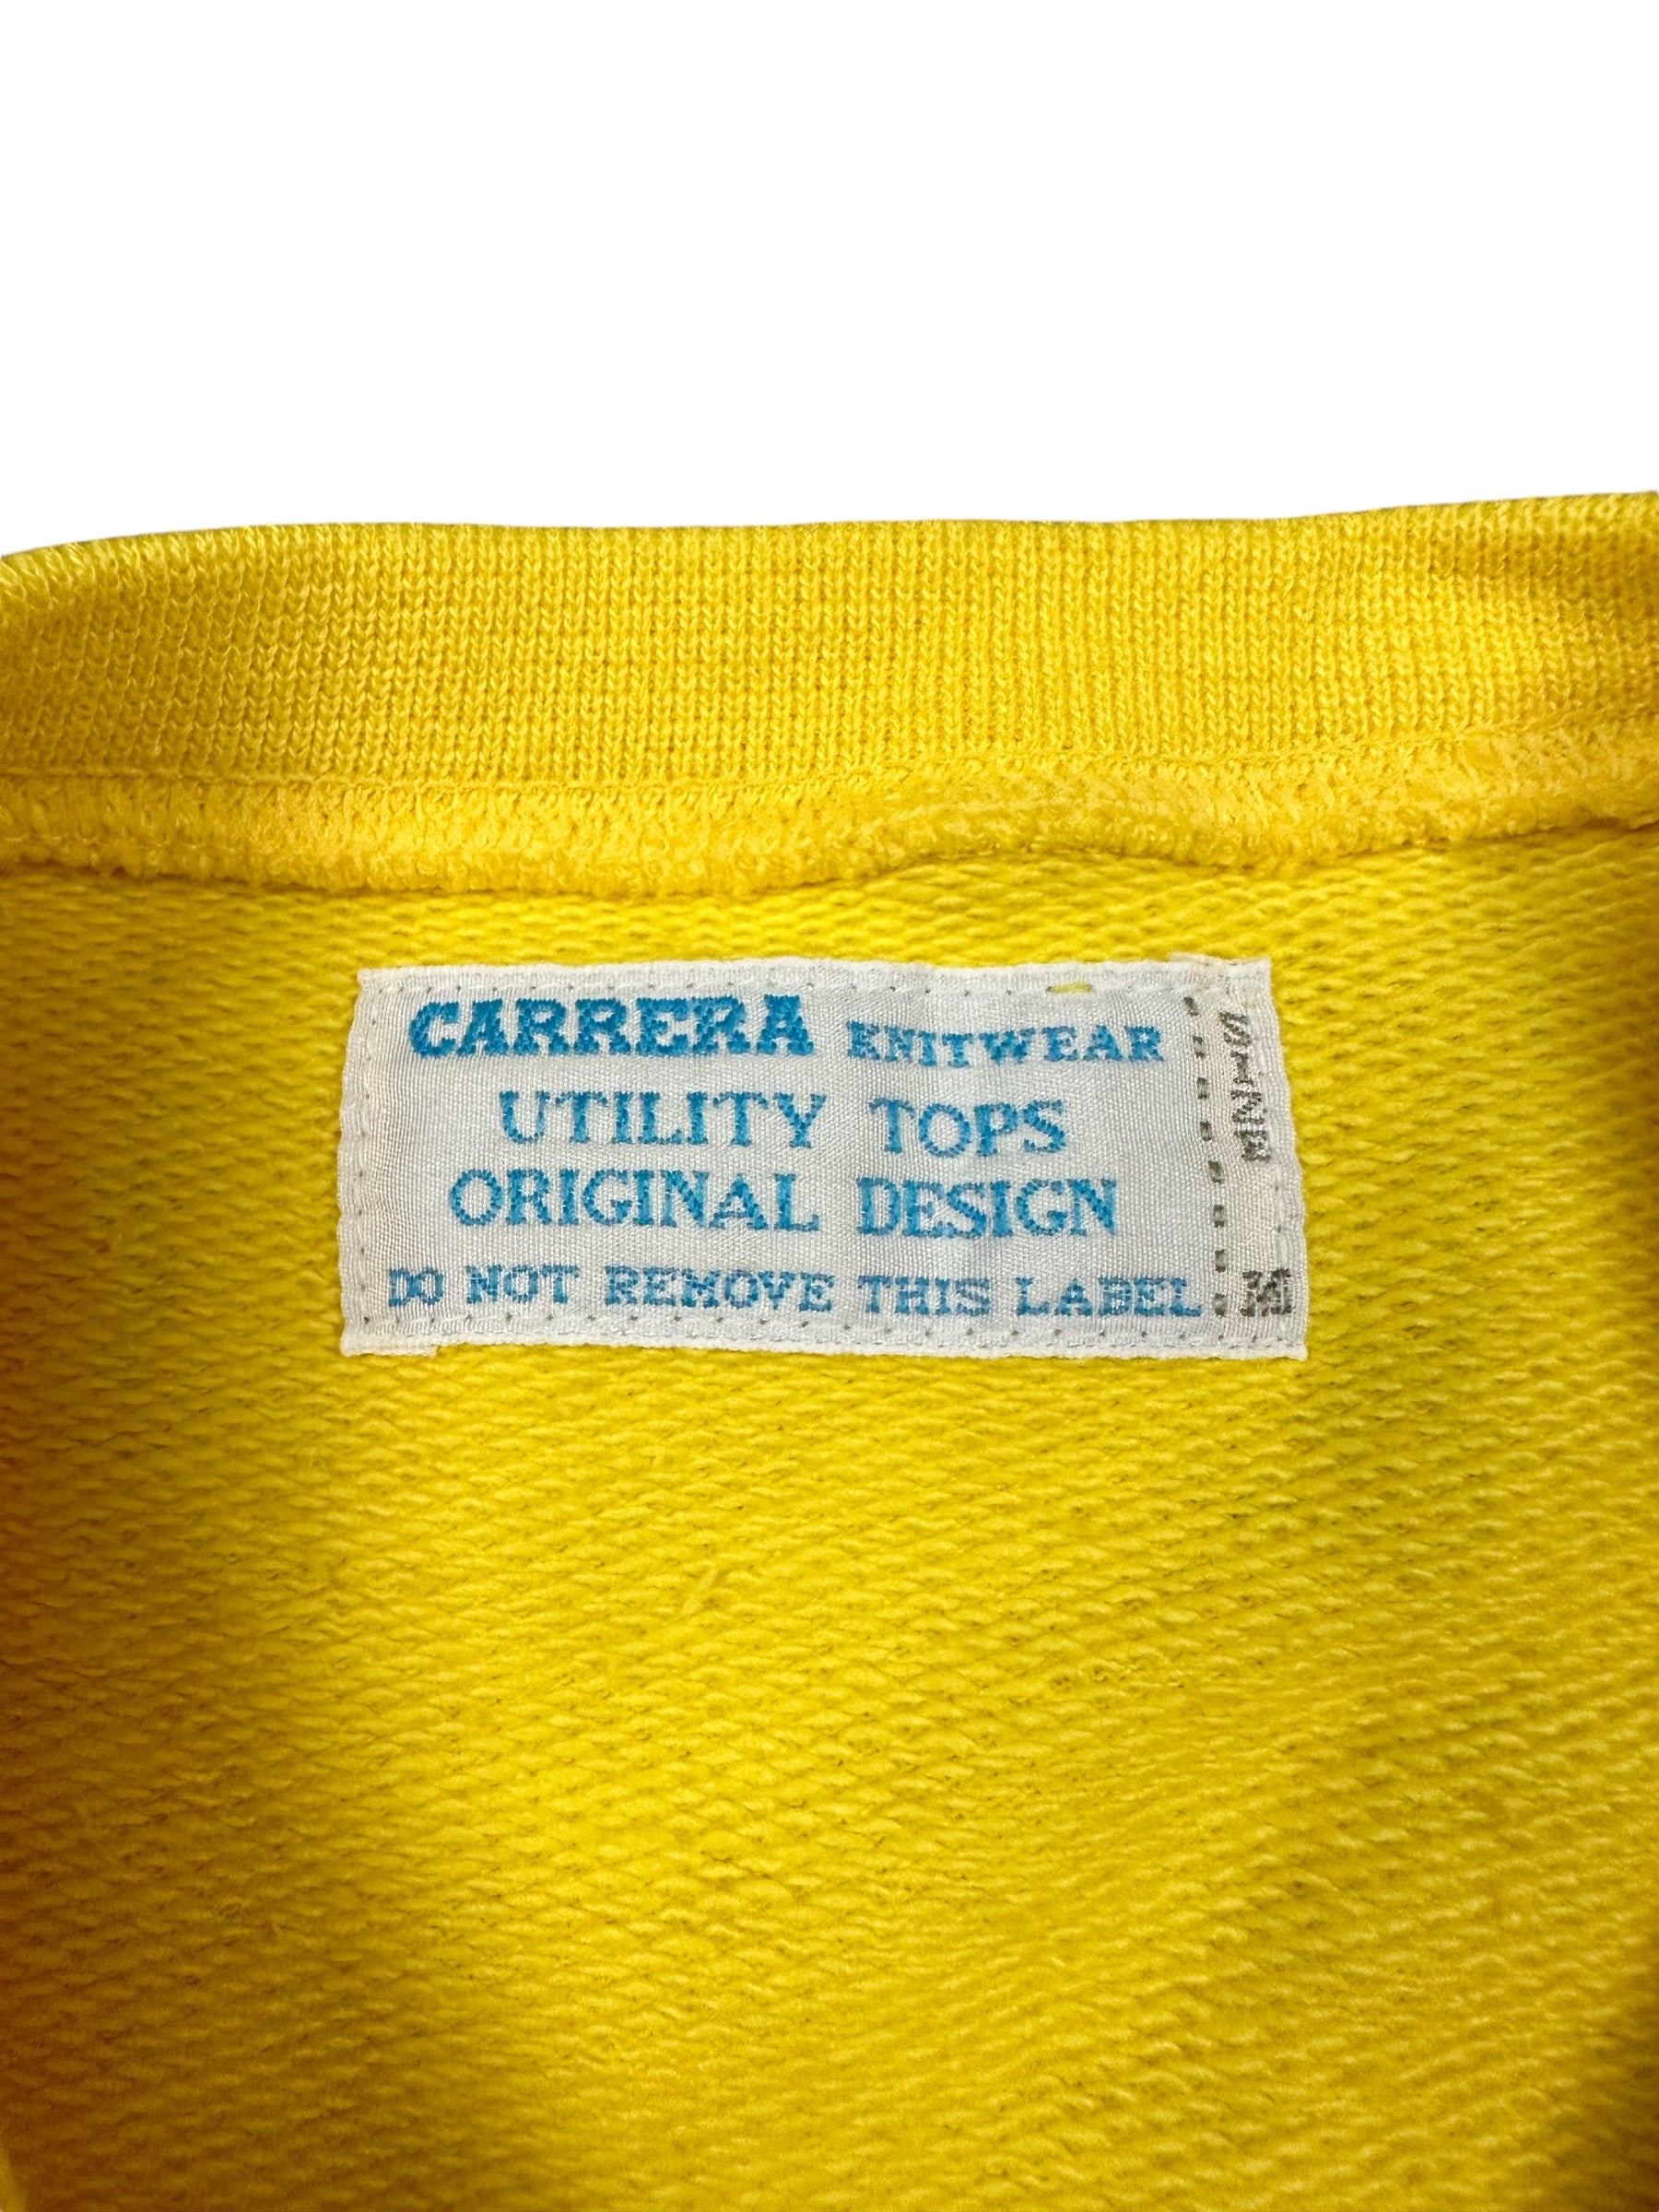 CARRERA KNITWEAR
UTILITY TOPS
ORIGINAL DESIGN
DO NOT REMOVE THIS LABEL
M